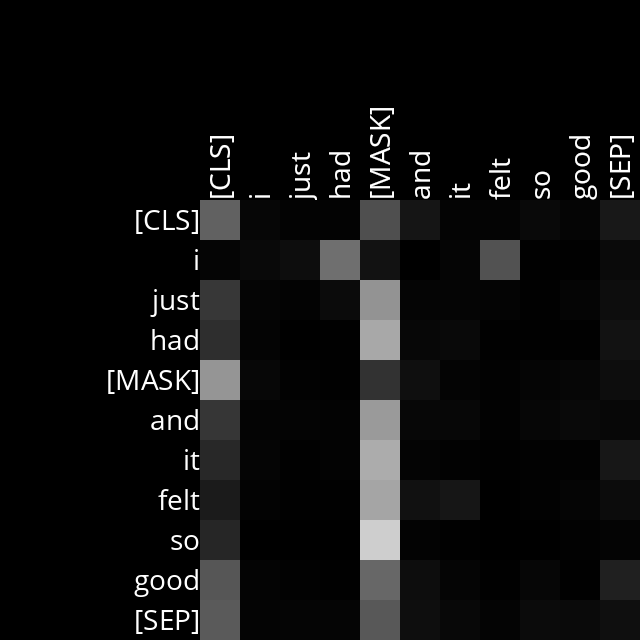 [CLS] i just had [MASK] and it felt so good [SEP]
[CLS]
i
just
had
[MASK]
and
it
felt
so
good
[SEP]